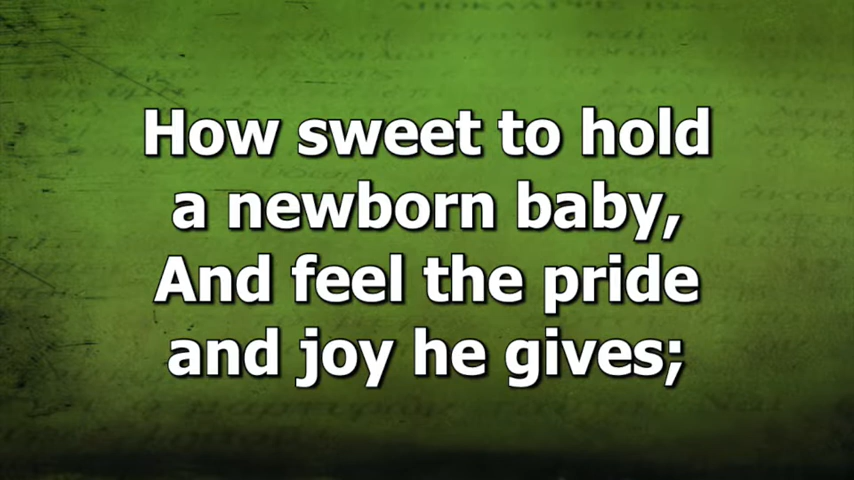 How sweet to hold
a newborn baby,
And feel the pride
and joy he gives;